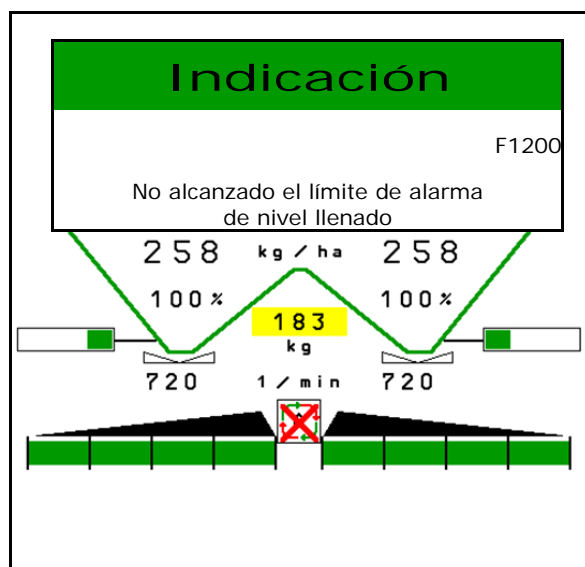 Indicación
F1200
No alcanzado el límite de alarma
de nivel llenado
258 kg/ha 258
100% 100%
183
kg
720 1/min 720